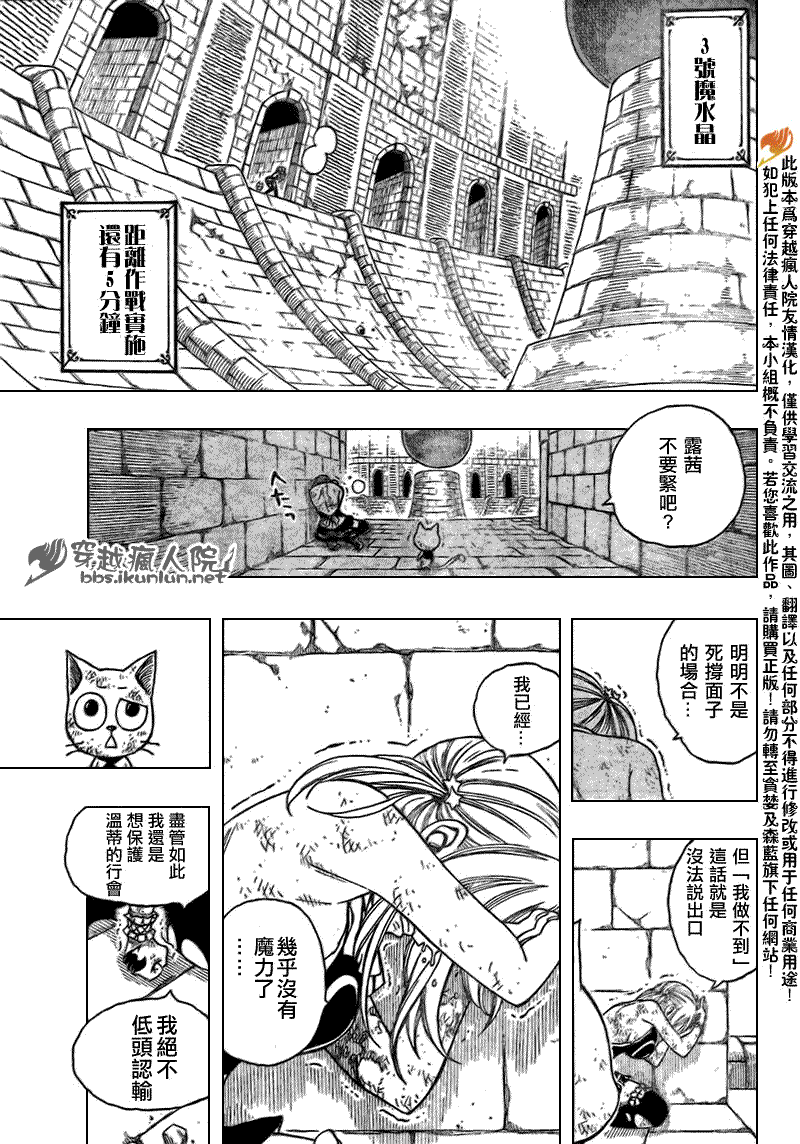 3號魔水晶
距離作戰實施
還有5分鐘
露茜
不要緊吧？
へたっ
穿越瘋人院
bbs.ikunlun.net
明明不是
死撐面子
的場合…
但「我做不到」
這話就是
沒法說出口
我已經…
幾乎沒有
魔力了
……
盡管如此
我還是
想保護
溫蒂的行會
我絕不
低頭認輸
此版本爲穿越瘋人院友情漢化，僅供學習交流之用，其圖、翻譯以及任何部分不得進行修改或用于任何商業用途！
如犯上任何法律責任，本小組概不負責。若您喜歡此作品，請購買正版！請勿轉至貪婪及森藍旗下任何網站！